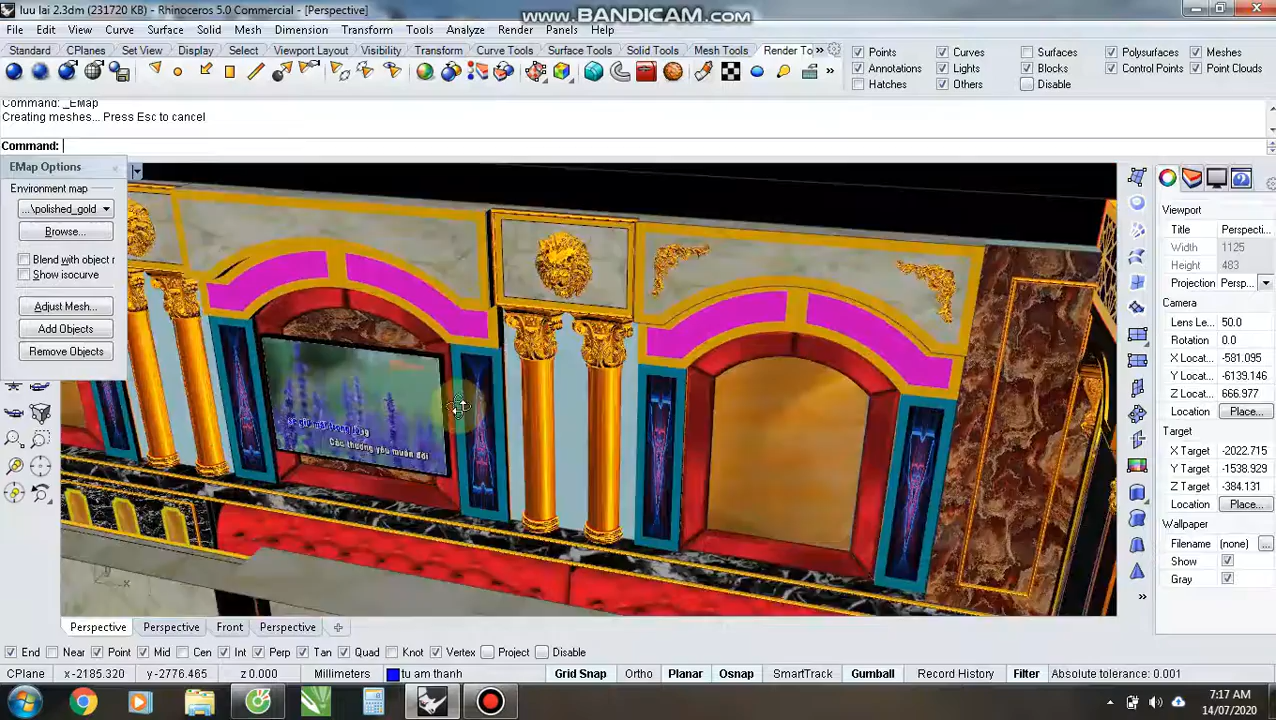 luu lai 2.3dm (231720 KB) - Rhinoceros 5.0 Commercial - [Perspective]
www.BANDICAM.com
File Edit View Curve Surface Solid Mesh Dimension Transform Tools Analyze Render Panels Help
Standard CPlanes Set View Display Select Viewport Layout Visibility Transform Curve Tools Surface Tools Solid Tools Mesh Tools Render To
Points Curves Surfaces Polysurfaces Meshes
Annotations Lights Blocks Control Points Point Clouds
Hatches Others Disable
Command: _EMap
Creating meshes... Press Esc to cancel
Command:
EMap Options
Environment map
...\polished_gold
Browse...
Blend with object r
Show isocurve
Adjust Mesh...
Add Objects
Remove Objects
Các thương yêu muôn đời
Viewport
Title Perspecti...
Width 1125
Height 483
Projection Persp...
Camera
Lens Le... 50.0
Rotation 0.0
X Locat... -581.095
Y Locat... -6139.146
Z Locat... 666.977
Location Place...
Target
X Target -2022.715
Y Target -1538.929
Z Target -384.131
Location Place...
Wallpaper
Filename (none) ...
Show
Gray
Perspective Perspective Front Perspective
End Near Point Mid Cen Int Perp Tan Quad Knot Vertex Project Disable
CPlane x -2185.320 y -2776.465 z 0.000 Millimeters tu am thanh Grid Snap Ortho Planar Osnap SmartTrack Gumball Record History Filter Absolute tolerance: 0.001
7:17 AM
14/07/2020